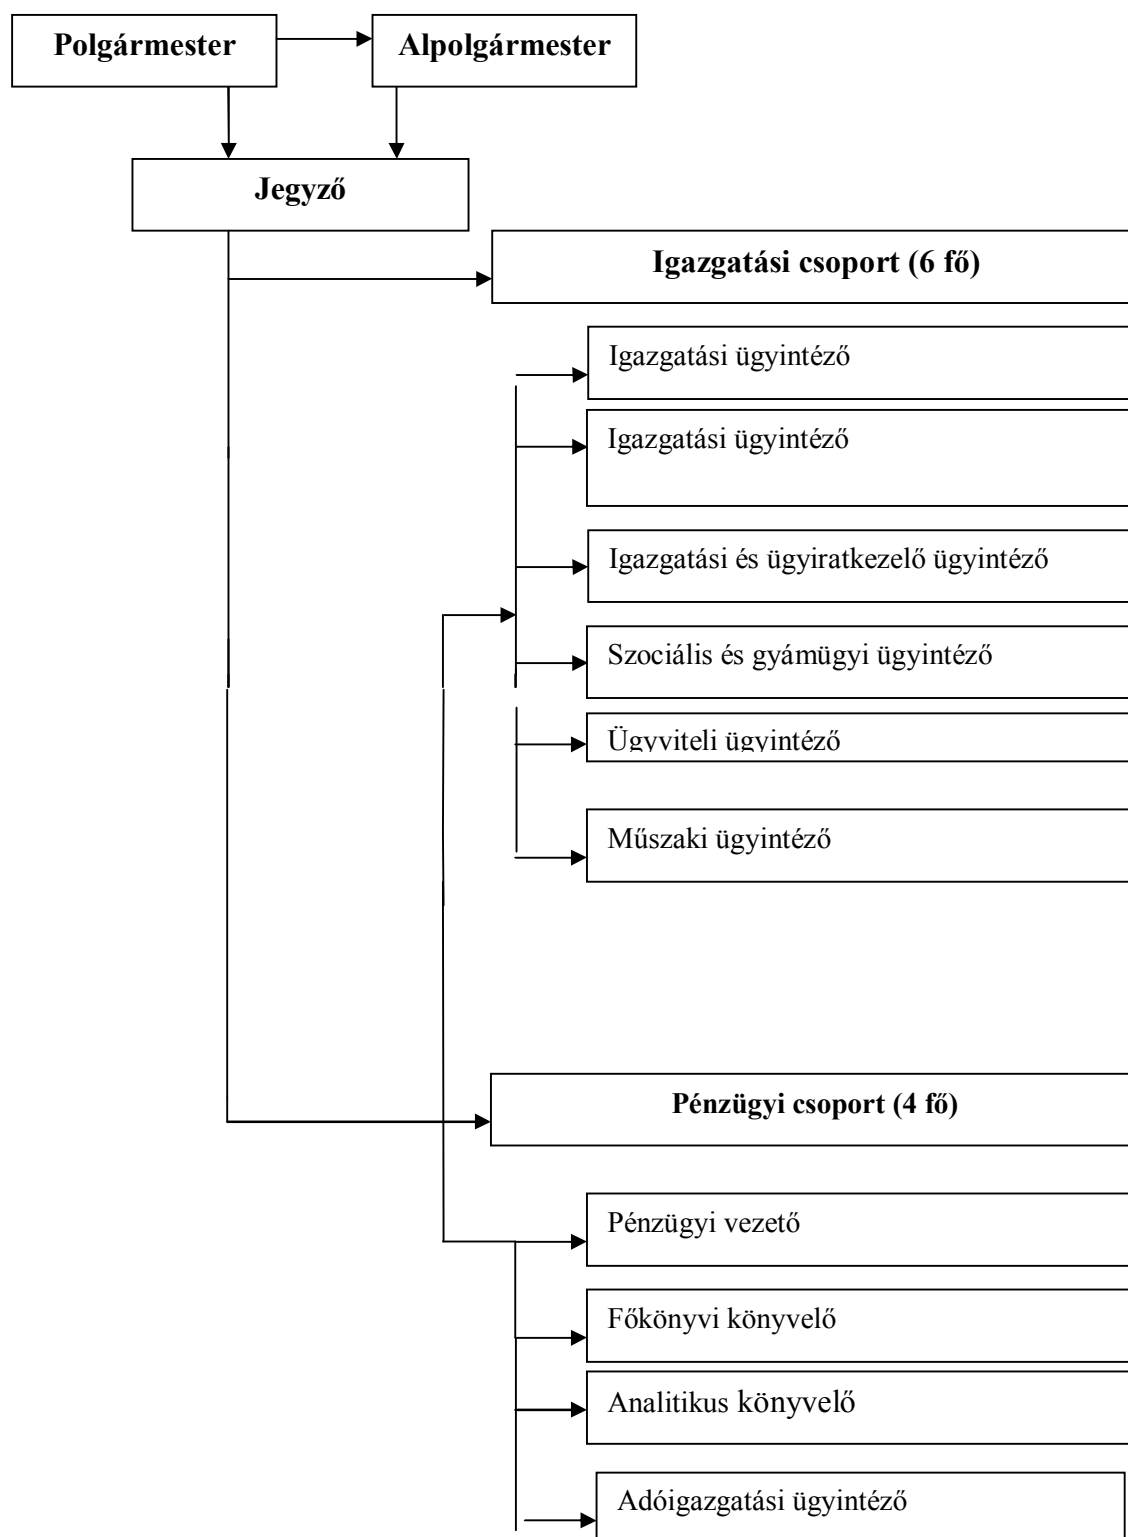 Polgármester
Alpolgármester
Jegyző
Igazgatási csoport (6 fő)
Igazgatási ügyintéző
Igazgatási ügyintéző
Igazgatási és ügyiratkezelő ügyintéző
Szociális és gyámügyi ügyintéző
Ügyviteli ügyintéző
Műszaki ügyintéző
Pénzügyi csoport (4 fő)
Pénzügyi vezető
Főkönyvi könyvelő
Analitikus könyvelő
Adóigazgatási ügyintéző